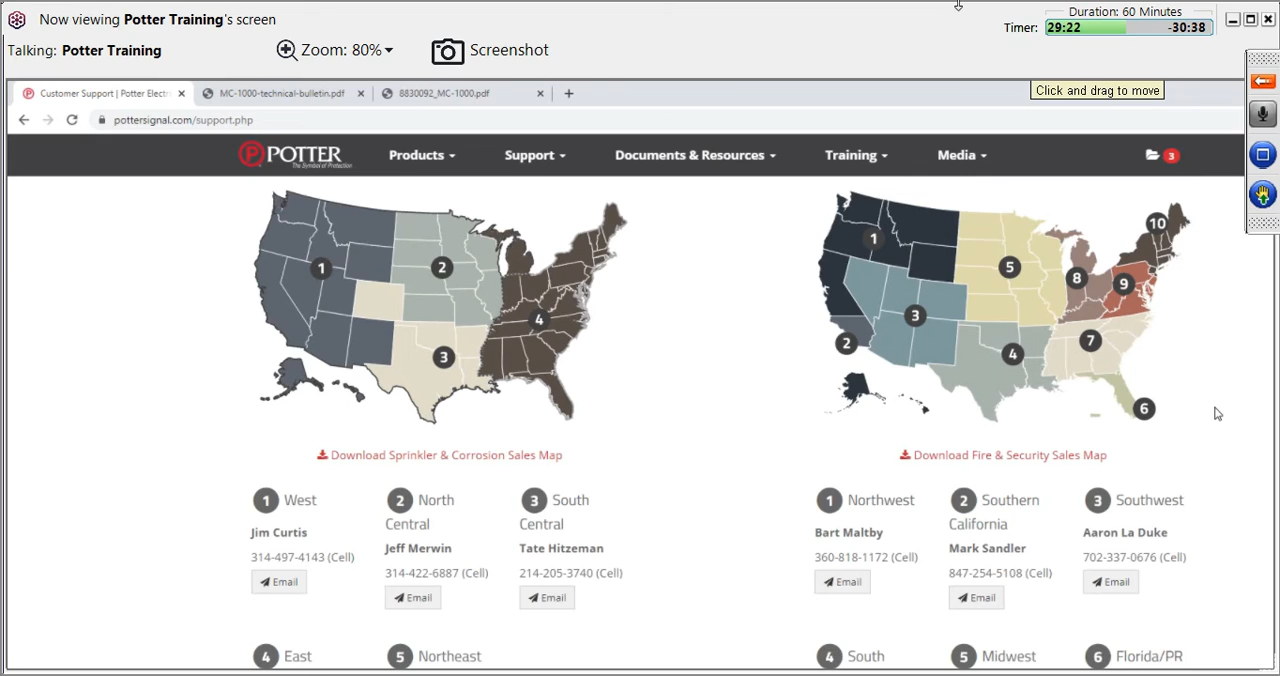 Now viewing Potter Training's screen
Duration: 60 Minutes
Timer: 29:22 -30:38
Talking: Potter Training
Zoom: 80%
Screenshot
Click and drag to move
Customer Support | Potter Electr
MC-1000-technical-bulletin.pdf
8830092_MC-1000.pdf
pottersignal.com/support.php
POTTER
The Symbol of Protection
Products
Support
Documents & Resources
Training
Media
3
1
2
3
4
1
2
3
4
5
6
7
8
9
10
Download Sprinkler & Corrosion Sales Map
1 West
Jim Curtis
314-497-4143 (Cell)
Email
2 North
Central
Jeff Merwin
314-422-6887 (Cell)
Email
3 South
Central
Tate Hitzeman
214-205-3740 (Cell)
Email
4 East
5 Northeast
Download Fire & Security Sales Map
1 Northwest
Bart Maltby
360-818-1172 (Cell)
Email
2 Southern
California
Mark Sandler
847-254-5108 (Cell)
Email
3 Southwest
Aaron La Duke
702-337-0676 (Cell)
Email
4 South
5 Midwest
6 Florida/PR